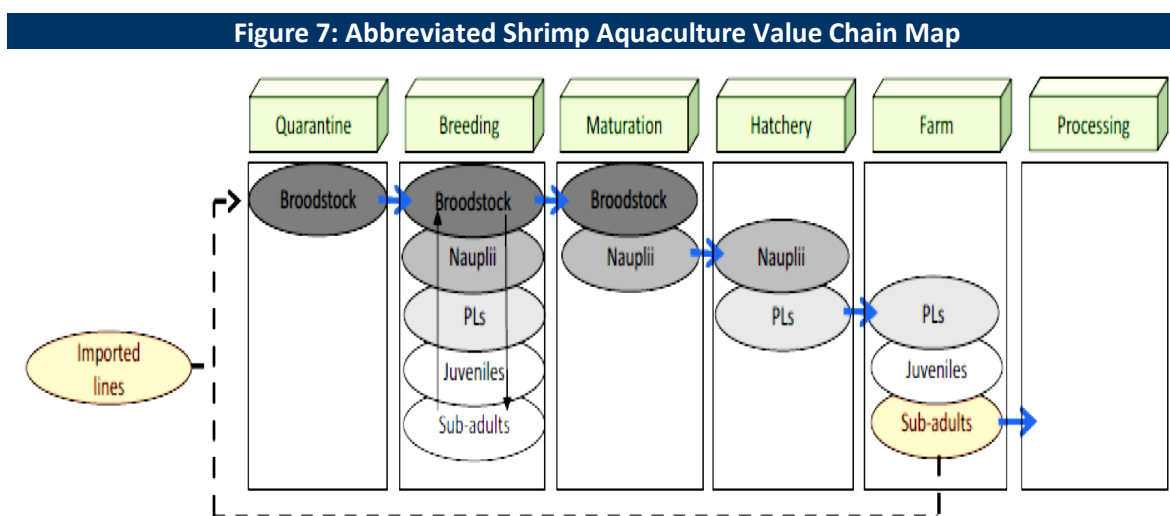 Figure 7: Abbreviated Shrimp Aquaculture Value Chain Map
Quarantine
Breeding
Maturation
Hatchery
Farm
Processing
Broodstock
Broodstock
Broodstock
Nauplii
Nauplii
Nauplii
PLs
PLs
PLs
Imported
lines
Juveniles
Juveniles
Sub-adults
Sub-adults